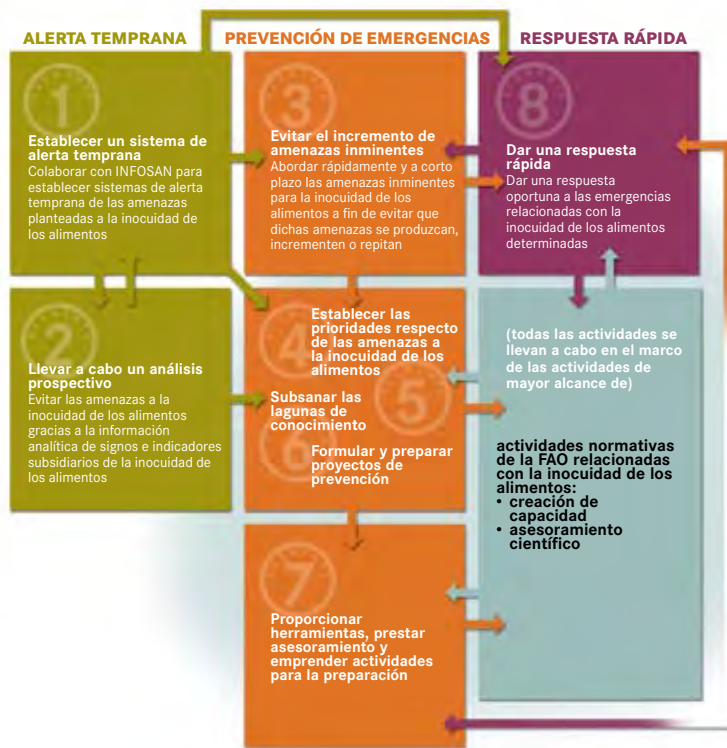 ALERTA TEMPRANA
PREVENCIÓN DE EMERGENCIAS
RESPUESTA RÁPIDA
1
Establecer un sistema de
alerta temprana
Colaborar con INFOSAN para
establecer sistemas de alerta
temprana de las amenazas
planteadas a la inocuidad de
los alimentos
3
Evitar el incremento de
amenazas inminentes
Abordar rápidamente y a corto
plazo las amenazas inminentes
para la inocuidad de los
alimentos a fin de evitar que
dichas amenazas se produzcan,
incrementen o repitan
8
Dar una respuesta
rápida
Dar una respuesta
oportuna a las emergencias
relacionadas con la
inocuidad de los alimentos
determinadas
2
Llevar a cabo un análisis
prospectivo
Evitar las amenazas a la
inocuidad de los alimentos
gracias a la información
analítica de signos e indicadores
subsidiarios de la inocuidad de
los alimentos
4
Establecer las
prioridades respecto
de las amenazas a
la inocuidad de los
alimentos
5
Subsanar las
lagunas de
conocimiento
6
Formular y preparar
proyectos de
prevención
(todas las actividades se
llevan a cabo en el marco
de las actividades de
mayor alcance de)
actividades normativas
de la FAO relacionadas
con la inocuidad de los
alimentos:
• creación de
capacidad
• asesoramiento
científico
7
Proporcionar
herramientas, prestar
asesoramiento y
emprender actividades
para la preparación